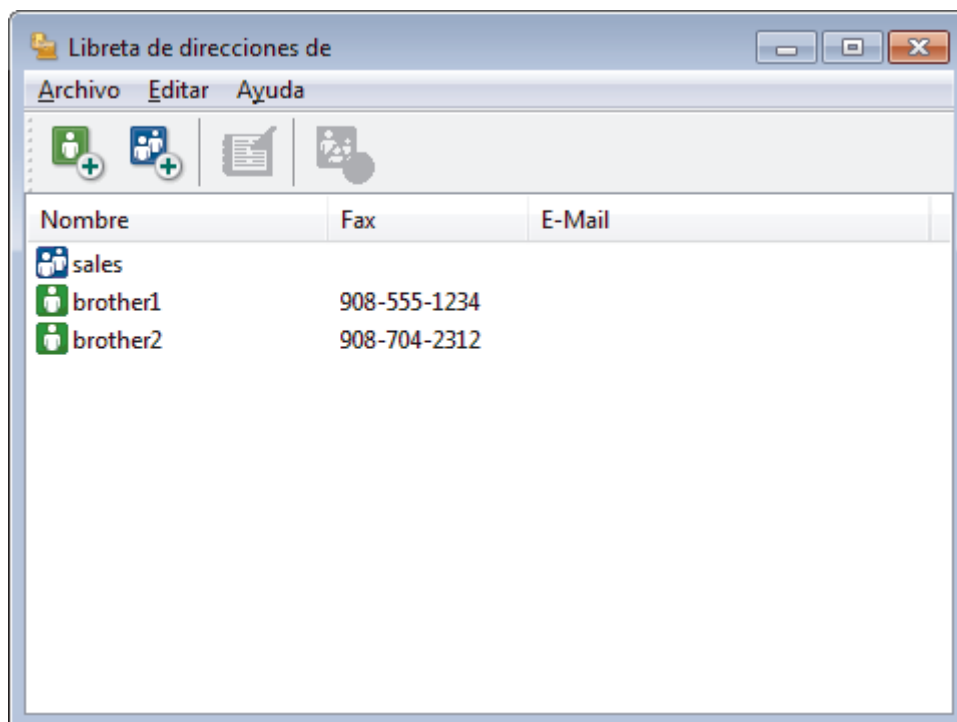 Libreta de direcciones de
Archivo Editar Ayuda
Nombre Fax E-Mail
sales
brother1 908-555-1234
brother2 908-704-2312